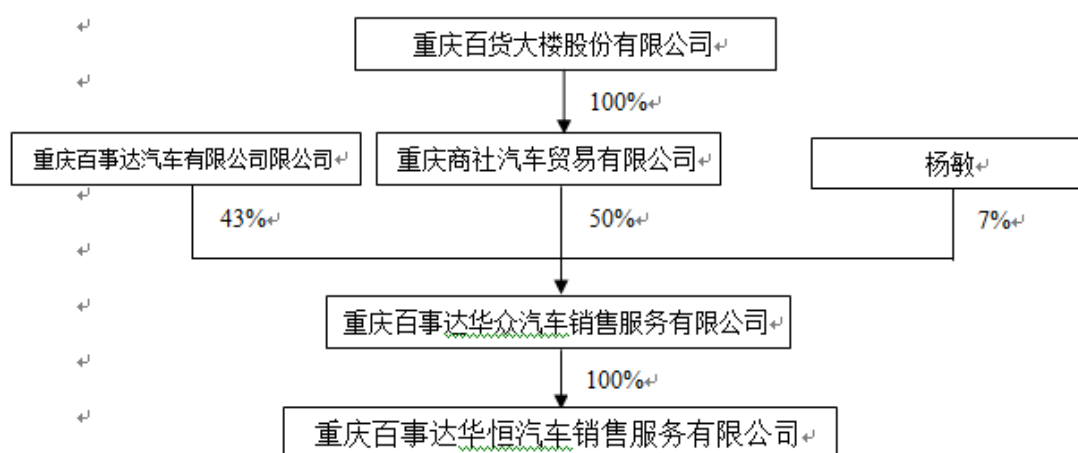 重庆百货大楼股份有限公司
100%
重庆百事达汽车有限公司限公司
重庆商社汽车贸易有限公司
杨敏
43%
50%
7%
重庆百事达华众汽车销售服务有限公司
100%
重庆百事达华恒汽车销售服务有限公司